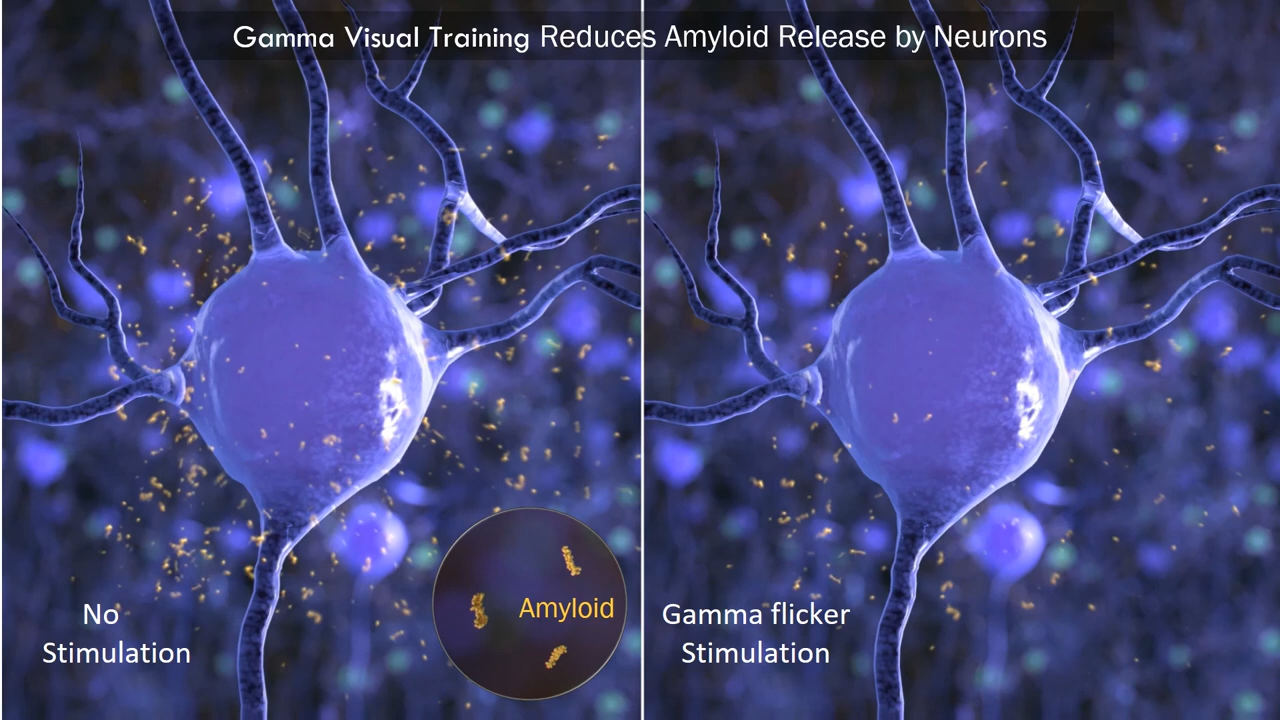 Gamma Visual Training Reduces Amyloid Release by Neurons
No
Stimulation
Amyloid
Gamma flicker
Stimulation